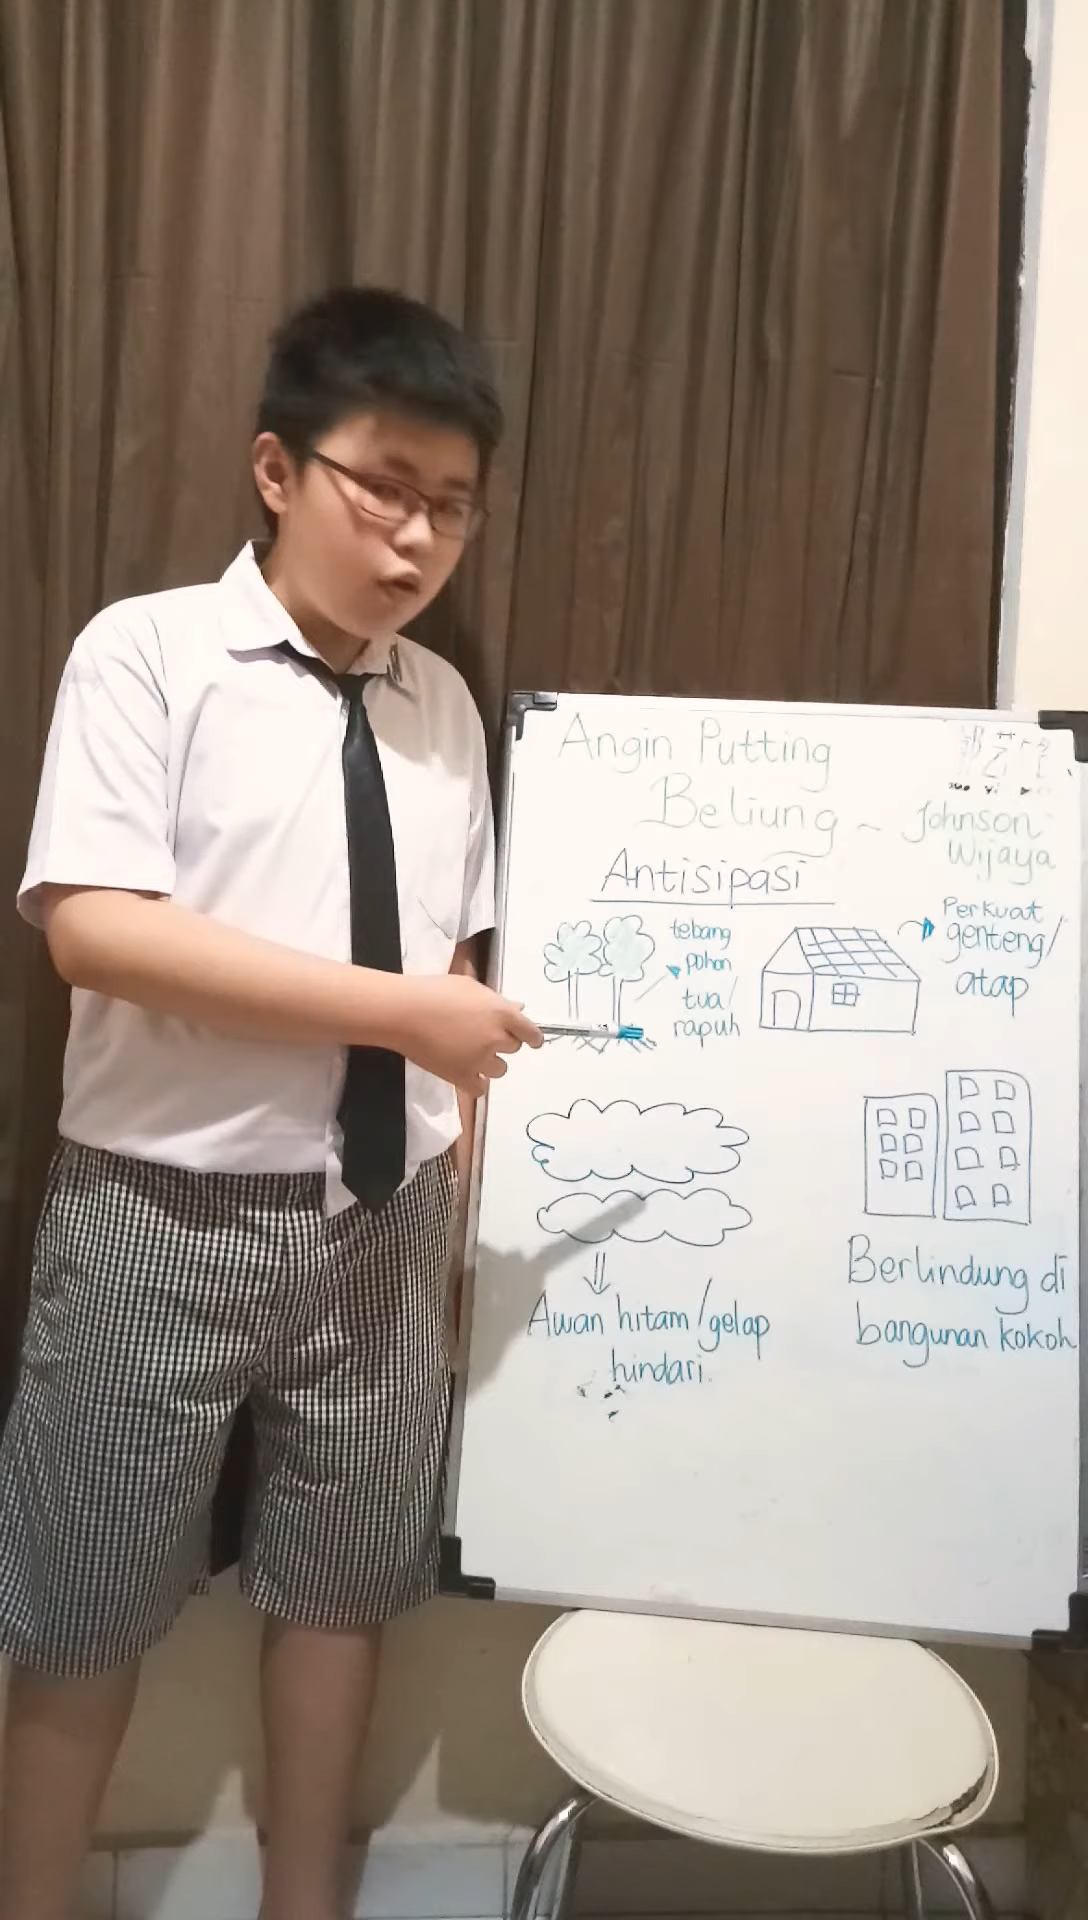 Angin Putting
Beliung ~ Johnson
Wijaya
Antisipasi
tebang
pohon
tua/
rapuh
Perkuat
genteng/
atap
Awan hitam/gelap
hindari.
Berlindung di
bangunan kokoh